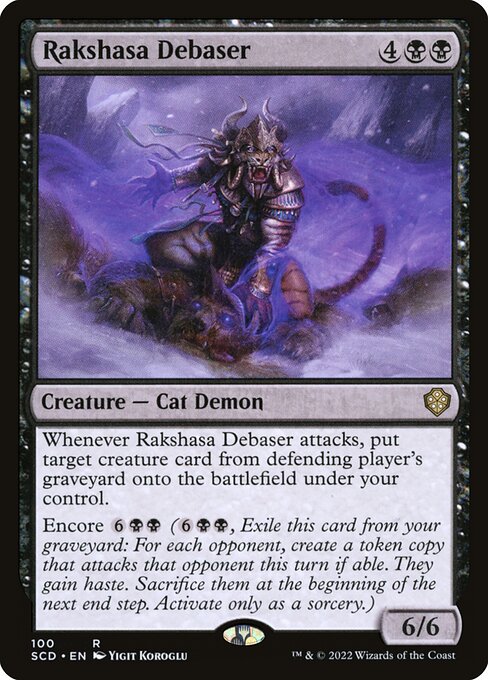 Rakshasa Debaser 4
Creature — Cat Demon
Whenever Rakshasa Debaser attacks, put
target creature card from defending player's
graveyard onto the battlefield under your
control.
Encore 6 (6, Exile this card from your
graveyard: For each opponent, create a token copy
that attacks that opponent this turn if able. They
gain haste. Sacrifice them at the beginning of the
next end step. Activate only as a sorcery.)
6/6
100 R
SCD • EN Yigit Koroglu
™ & © 2022 Wizards of the Coast